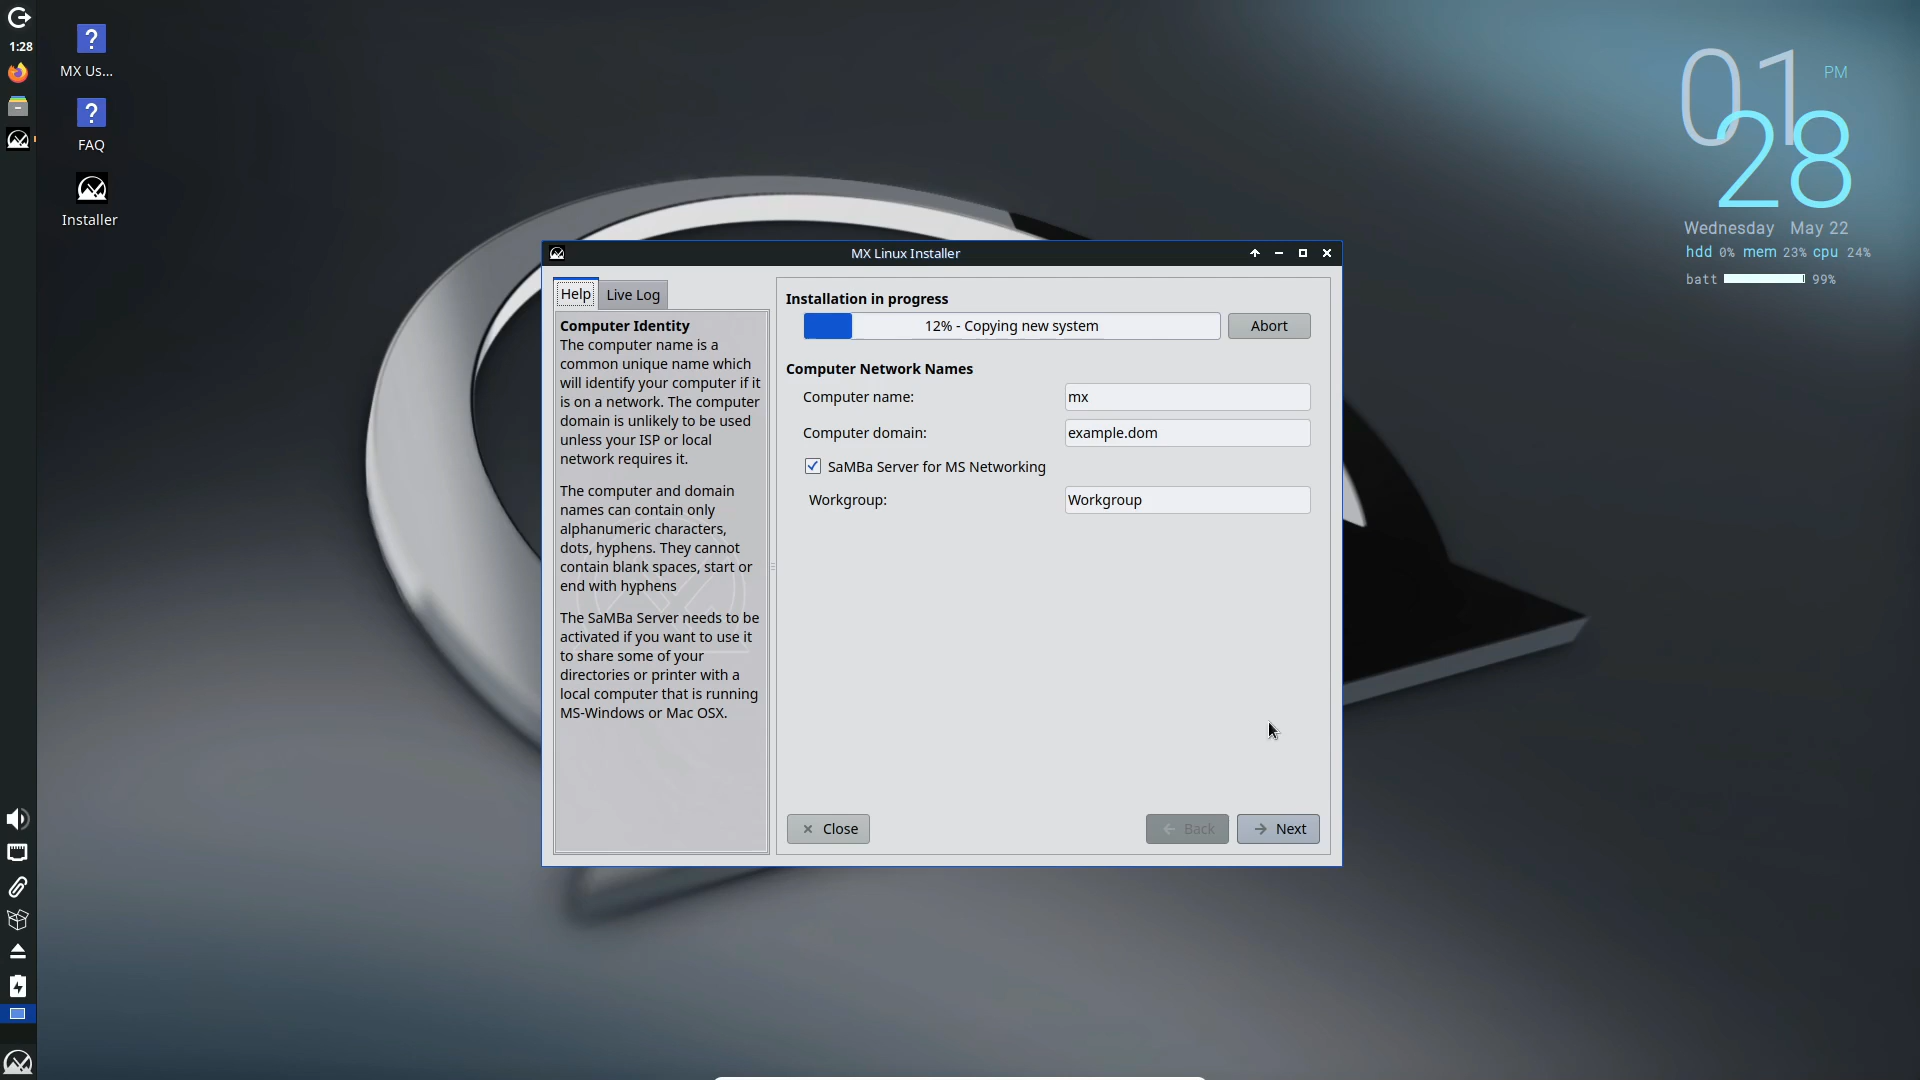 1:28
MX Us...
FAQ
Installer
01 PM
28
Wednesday May 22
hdd 0% mem 23% cpu 24%
batt 99%
MX Linux Installer
Help
Live Log
Computer Identity
The computer name is a
common unique name which
will identify your computer if it
is on a network. The computer
domain is unlikely to be used
unless your ISP or local
network requires it.
The computer and domain
names can contain only
alphanumeric characters,
dots, hyphens. They cannot
contain blank spaces, start or
end with hyphens
The SaMBa Server needs to be
activated if you want to use it
to share some of your
directories or printer with a
local computer that is running
MS-Windows or Mac OSX.
Installation in progress
12% - Copying new system
Abort
Computer Network Names
Computer name: mx
Computer domain: example.dom
SaMBa Server for MS Networking
Workgroup: Workgroup
Close
Back
Next